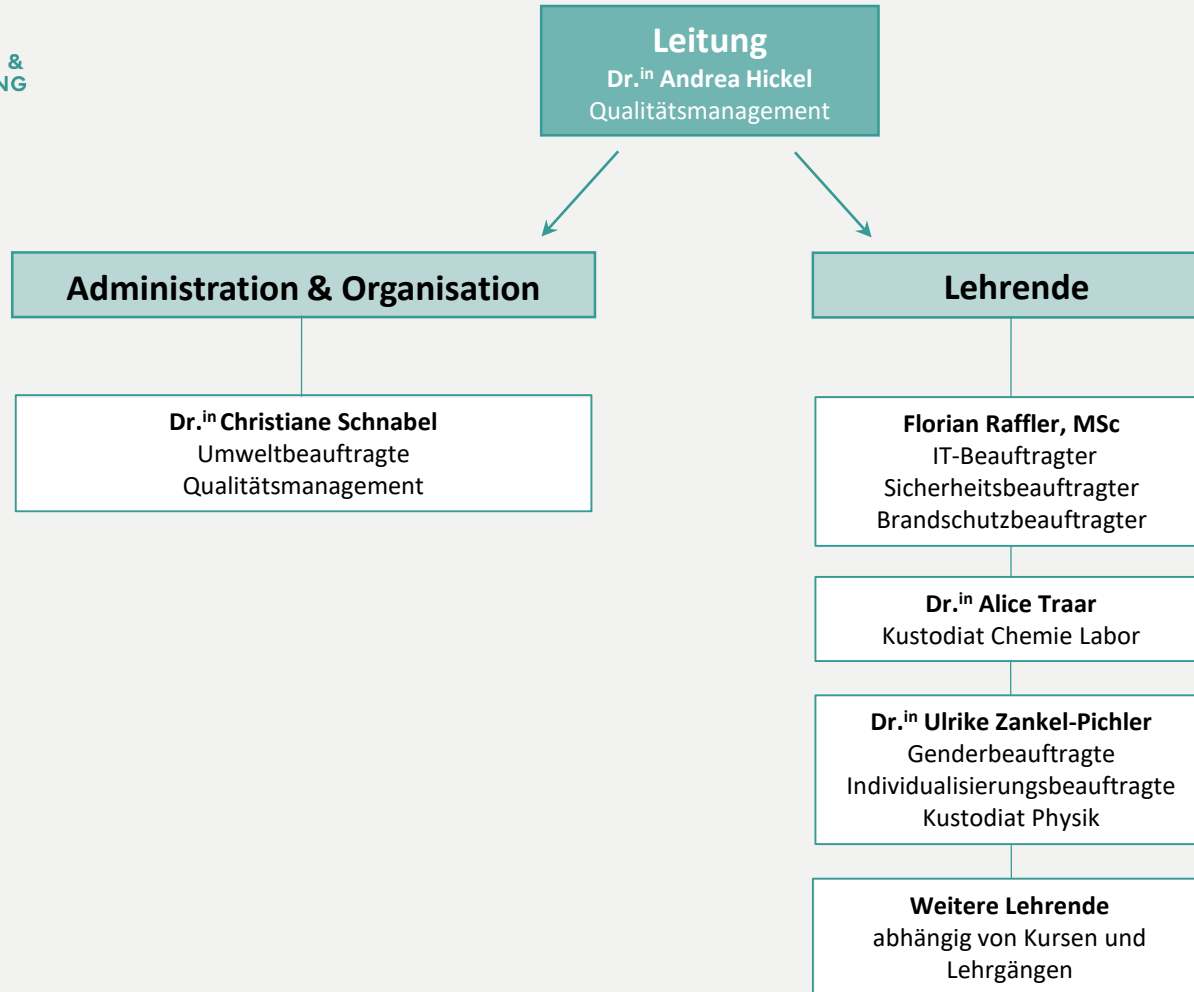 &
NG
Leitung
Dr.in Andrea Hickel
Qualitätsmanagement
Administration & Organisation
Dr.in Christiane Schnabel
Umweltbeauftragte
Qualitätsmanagement
Lehrende
Florian Raffler, MSc
IT-Beauftragter
Sicherheitsbeauftragter
Brandschutzbeauftragter
Dr.in Alice Traar
Kustodiat Chemie Labor
Dr.in Ulrike Zankel-Pichler
Genderbeauftragte
Individualisierungsbeauftragte
Kustodiat Physik
Weitere Lehrende
abhängig von Kursen und
Lehrgängen